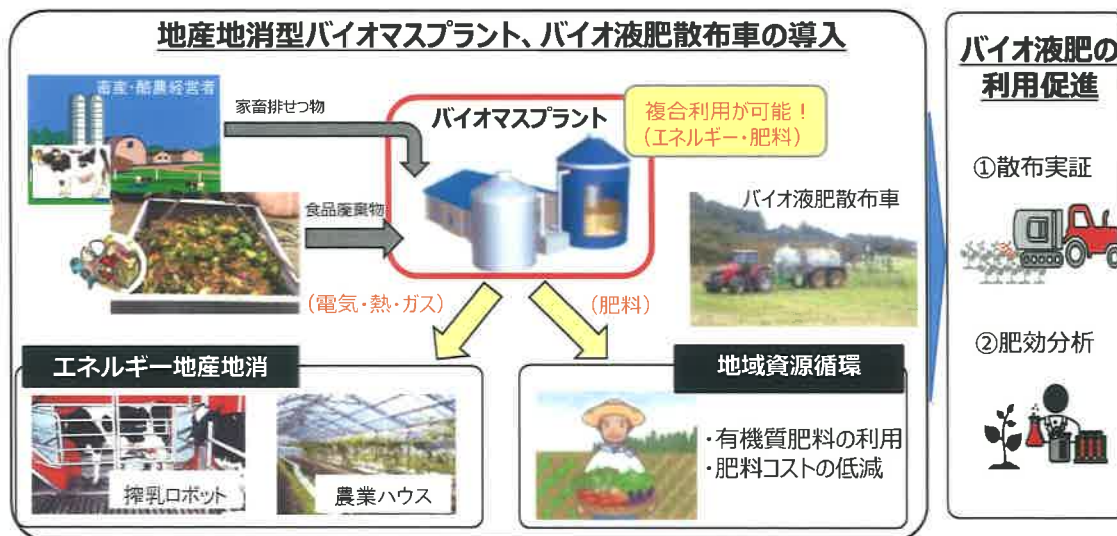 地産地消型バイオマスプラント、バイオ液肥散布車の導入
畜産・酪農経営者
家畜排せつ物
バイオマスプラント
複合利用が可能！
（エネルギー・肥料）
食品廃棄物
バイオ液肥散布車
（電気・熱・ガス）
（肥料）
エネルギー地産地消
搾乳ロボット
農業ハウス
地域資源循環
・有機質肥料の利用
・肥料コストの低減
バイオ液肥の
利用促進
①散布実証
②肥効分析